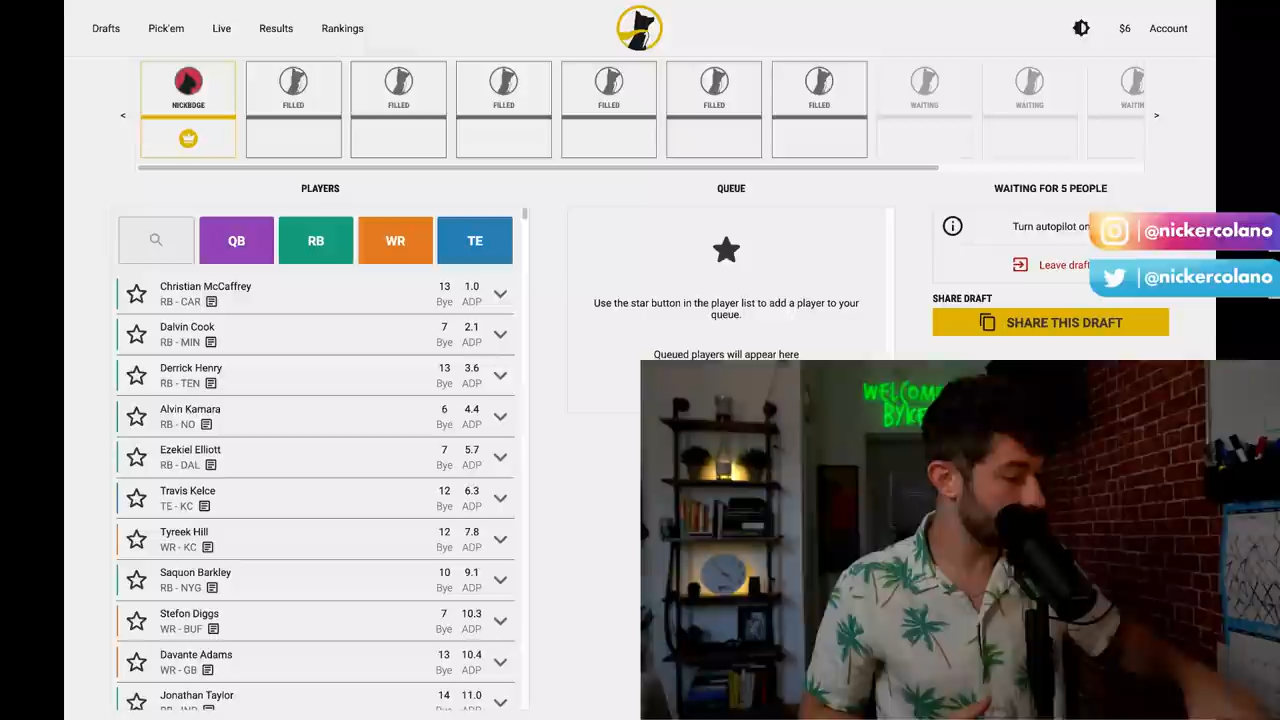 Drafts Pick'em Live Results Rankings $6 Account
NICKBDGE FILLED FILLED FILLED FILLED FILLED FILLED WAITING WAITING WAITIN
< >
PLAYERS
QUEUE
WAITING FOR 5 PEOPLE
QB RB WR TE
Turn autopilot on
Leave draft
SHARE DRAFT
SHARE THIS DRAFT
@nickercolano
@nickercolano
Use the star button in the player list to add a player to your
queue.
Queued players will appear here
Christian McCaffrey 13 1.0
RB - CAR Bye ADP
Dalvin Cook 7 2.1
RB - MIN Bye ADP
Derrick Henry 13 3.6
RB - TEN Bye ADP
Alvin Kamara 6 4.4
RB - NO Bye ADP
Ezekiel Elliott 7 5.7
RB - DAL Bye ADP
Travis Kelce 12 6.3
TE - KC Bye ADP
Tyreek Hill 12 7.8
WR - KC Bye ADP
Saquon Barkley 10 9.1
RB - NYG Bye ADP
Stefon Diggs 7 10.3
WR - BUF Bye ADP
Davante Adams 13 10.4
WR - GB Bye ADP
Jonathan Taylor 14 11.0
RB - IND Bye ADP
WELCOME